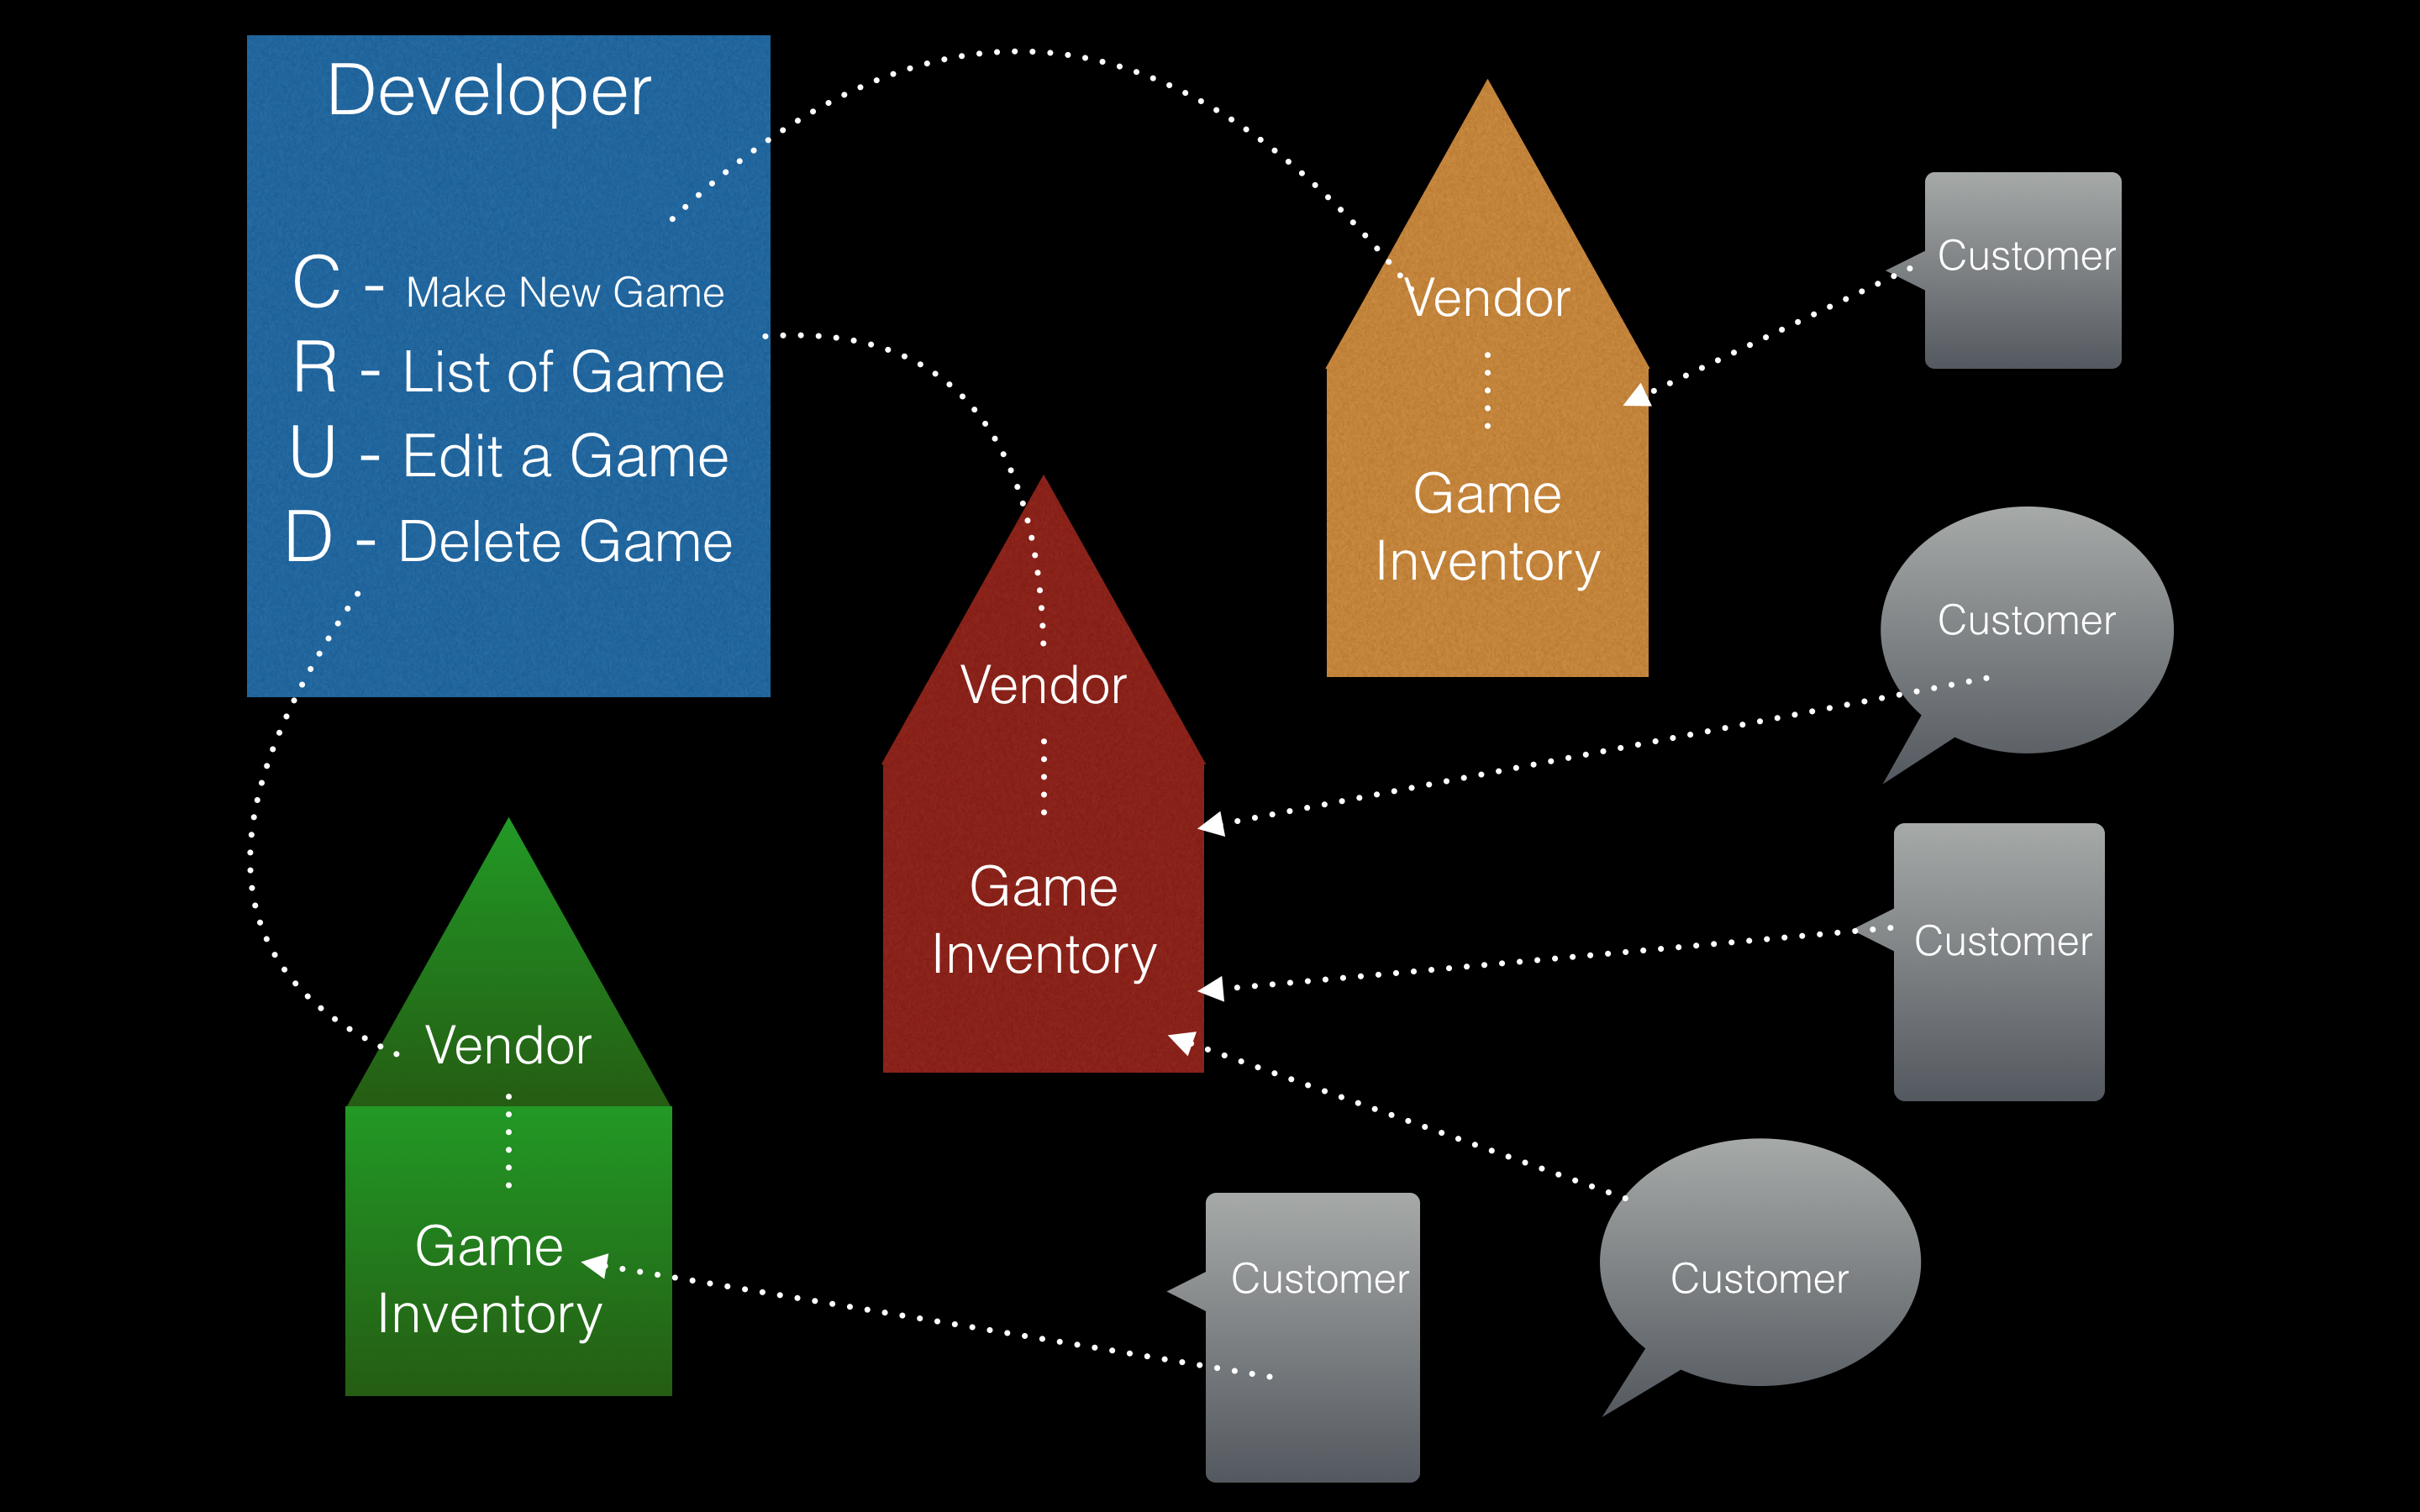 Developer
C - Make New Game
R - List of Game
U - Edit a Game
D - Delete Game
Vendor
Game
Inventory
Customer
Vendor
Game
Inventory
Customer
Customer
Customer
Vendor
Game
Inventory
Customer